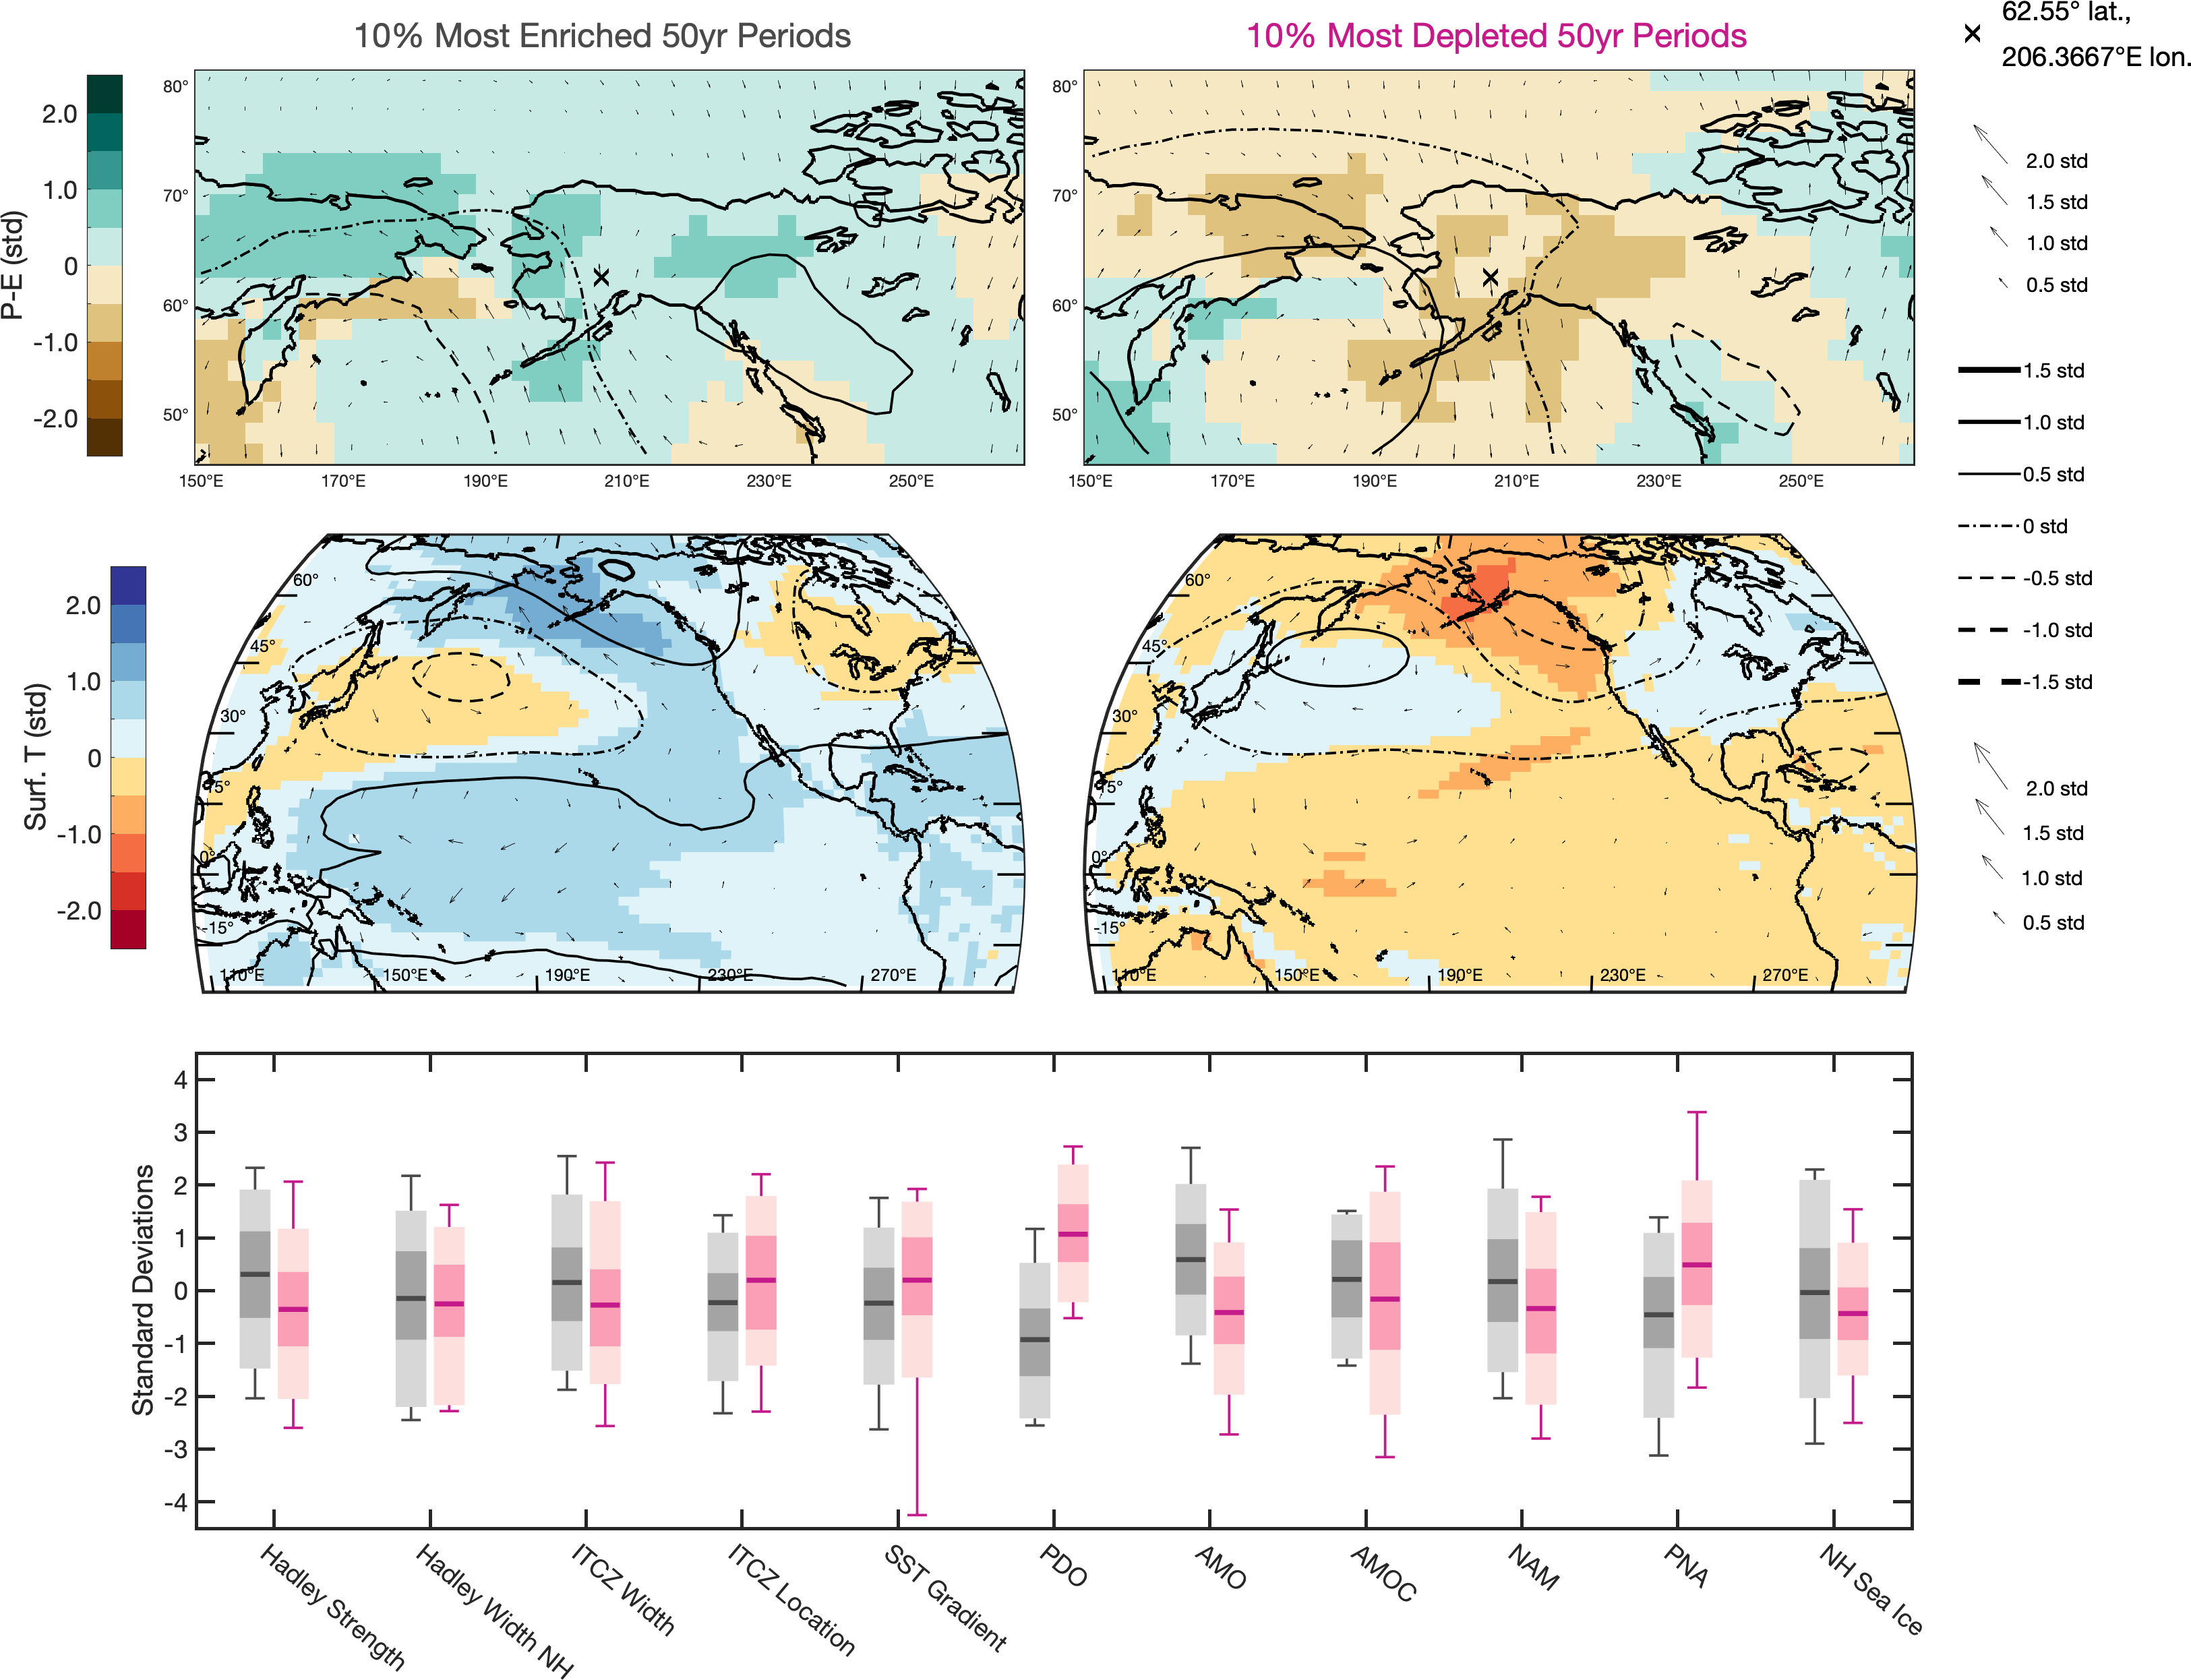 10% Most Enriched 50yr Periods
10% Most Depleted 50yr Periods
62.55° lat.,
206.3667°E lon.
P-E (std)
2.0
1.0
0
-1.0
-2.0
80°
70°
60°
50°
150°E
170°E
190°E
210°E
230°E
250°E
80°
70°
60°
50°
150°E
170°E
190°E
210°E
230°E
250°E
2.0 std
1.5 std
1.0 std
0.5 std
1.5 std
1.0 std
0.5 std
0 std
-0.5 std
-1.0 std
-1.5 std
Surf. T (std)
2.0
1.0
0
-1.0
-2.0
60°
45°
30°
15°
0°
-15°
110°E
150°E
190°E
230°E
270°E
60°
45°
30°
15°
0°
-15°
110°E
150°E
190°E
230°E
270°E
2.0 std
1.5 std
1.0 std
0.5 std
Standard Deviations
4
3
2
1
0
-1
-2
-3
-4
Hadley Strength
Hadley Width NH
ITCZ Width
ITCZ Location
SST Gradient
PDO
AMO
AMOC
NAM
PNA
NH Sea Ice